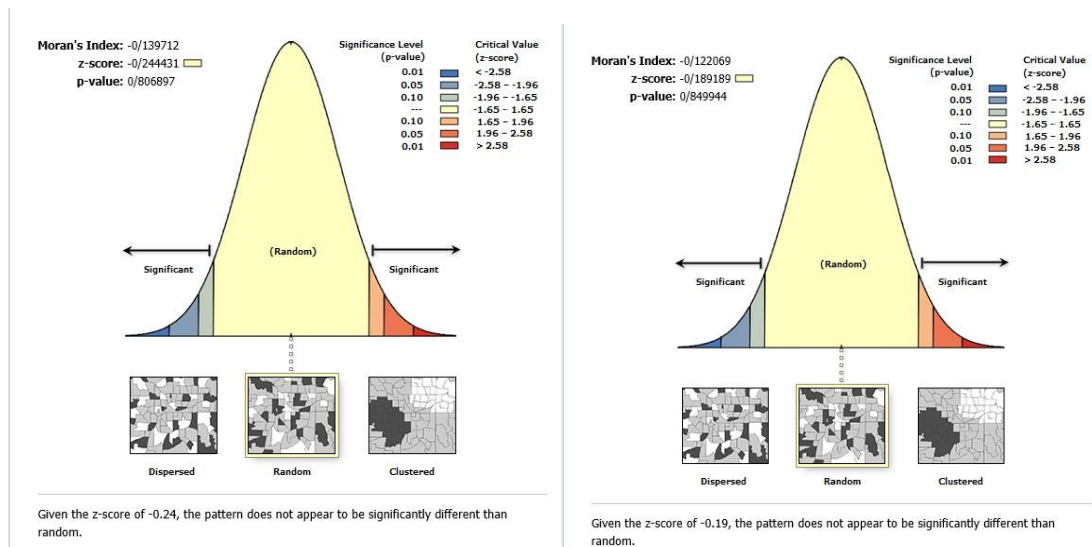 Moran's Index: -0/139712
z-score: -0/244431
p-value: 0/806897
Significance Level
(p-value)
Critical Value
(z-score)
0.01 < -2.58
0.05 -2.58 – -1.96
0.10 -1.96 – -1.65
--- -1.65 – 1.65
0.10 1.65 – 1.96
0.05 1.96 – 2.58
0.01 > 2.58
(Random)
Significant
Significant
Dispersed
Random
Clustered
Given the z-score of -0.24, the pattern does not appear to be significantly different than
random.
Moran's Index: -0/122069
z-score: -0/189189
p-value: 0/849944
Significance Level
(p-value)
Critical Value
(z-score)
0.01 < -2.58
0.05 -2.58 – -1.96
0.10 -1.96 – -1.65
--- -1.65 – 1.65
0.10 1.65 – 1.96
0.05 1.96 – 2.58
0.01 > 2.58
(Random)
Significant
Significant
Dispersed
Random
Clustered
Given the z-score of -0.19, the pattern does not appear to be significantly different than
random.